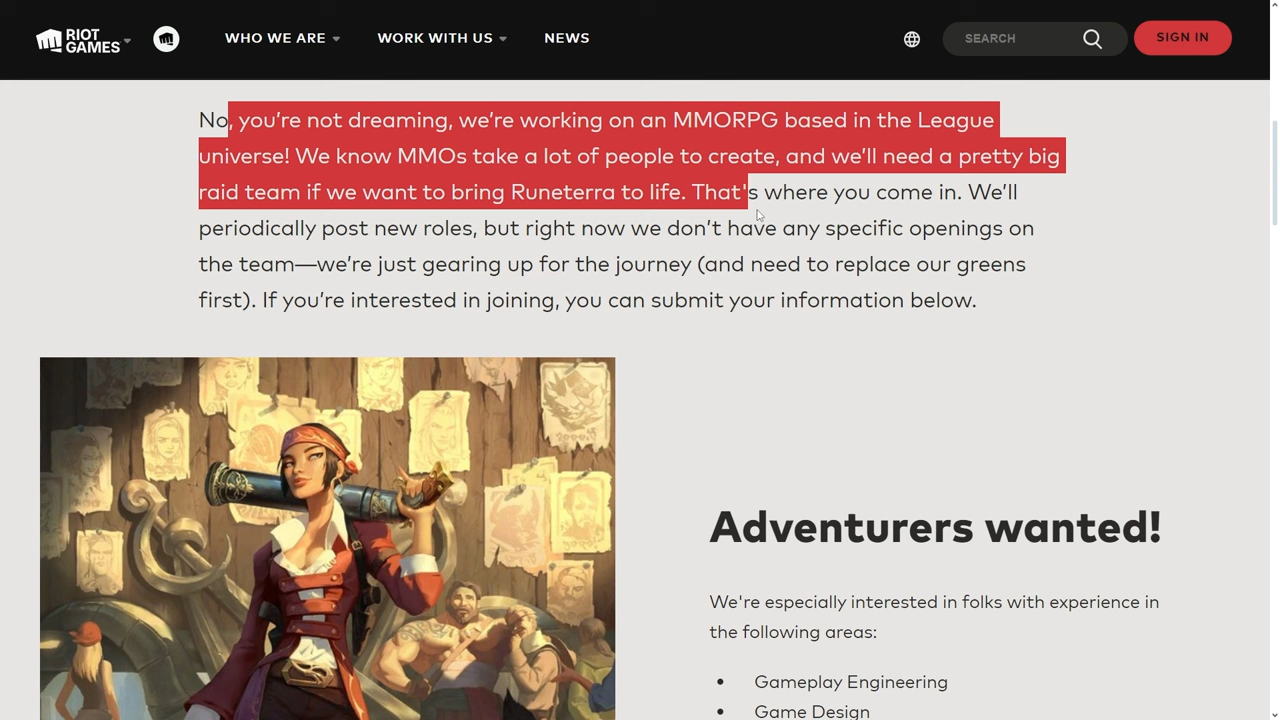 RIOT
GAMES
WHO WE ARE
WORK WITH US
NEWS
SEARCH
SIGN IN
No, you’re not dreaming, we’re working on an MMORPG based in the League
universe! We know MMOs take a lot of people to create, and we’ll need a pretty big
raid team if we want to bring Runeterra to life. That's where you come in. We’ll
periodically post new roles, but right now we don’t have any specific openings on
the team—we’re just gearing up for the journey (and need to replace our greens
first). If you’re interested in joining, you can submit your information below.
Adventurers wanted!
We're especially interested in folks with experience in
the following areas:
• Gameplay Engineering
• Game Design